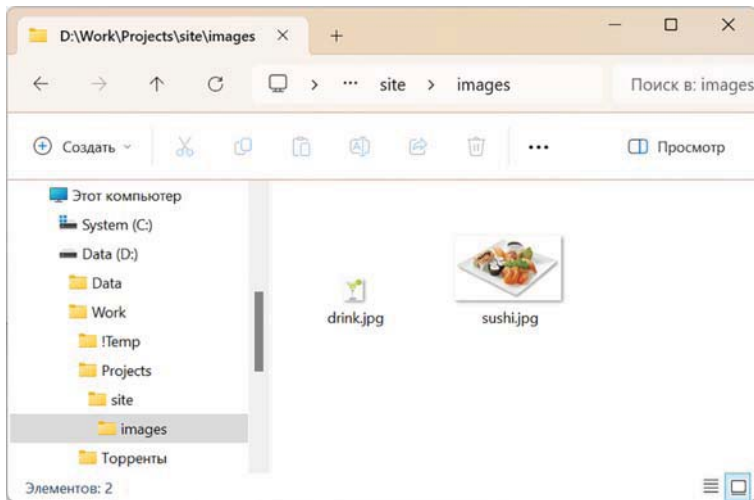 D:\Work\Projects\site\images
site > images
Поиск в: images
Создать
Просмотр
Этот компьютер
System (C:)
Data (D:)
Data
Work
!Temp
Projects
site
images
Торренты
drink.jpg
sushi.jpg
Элементов: 2